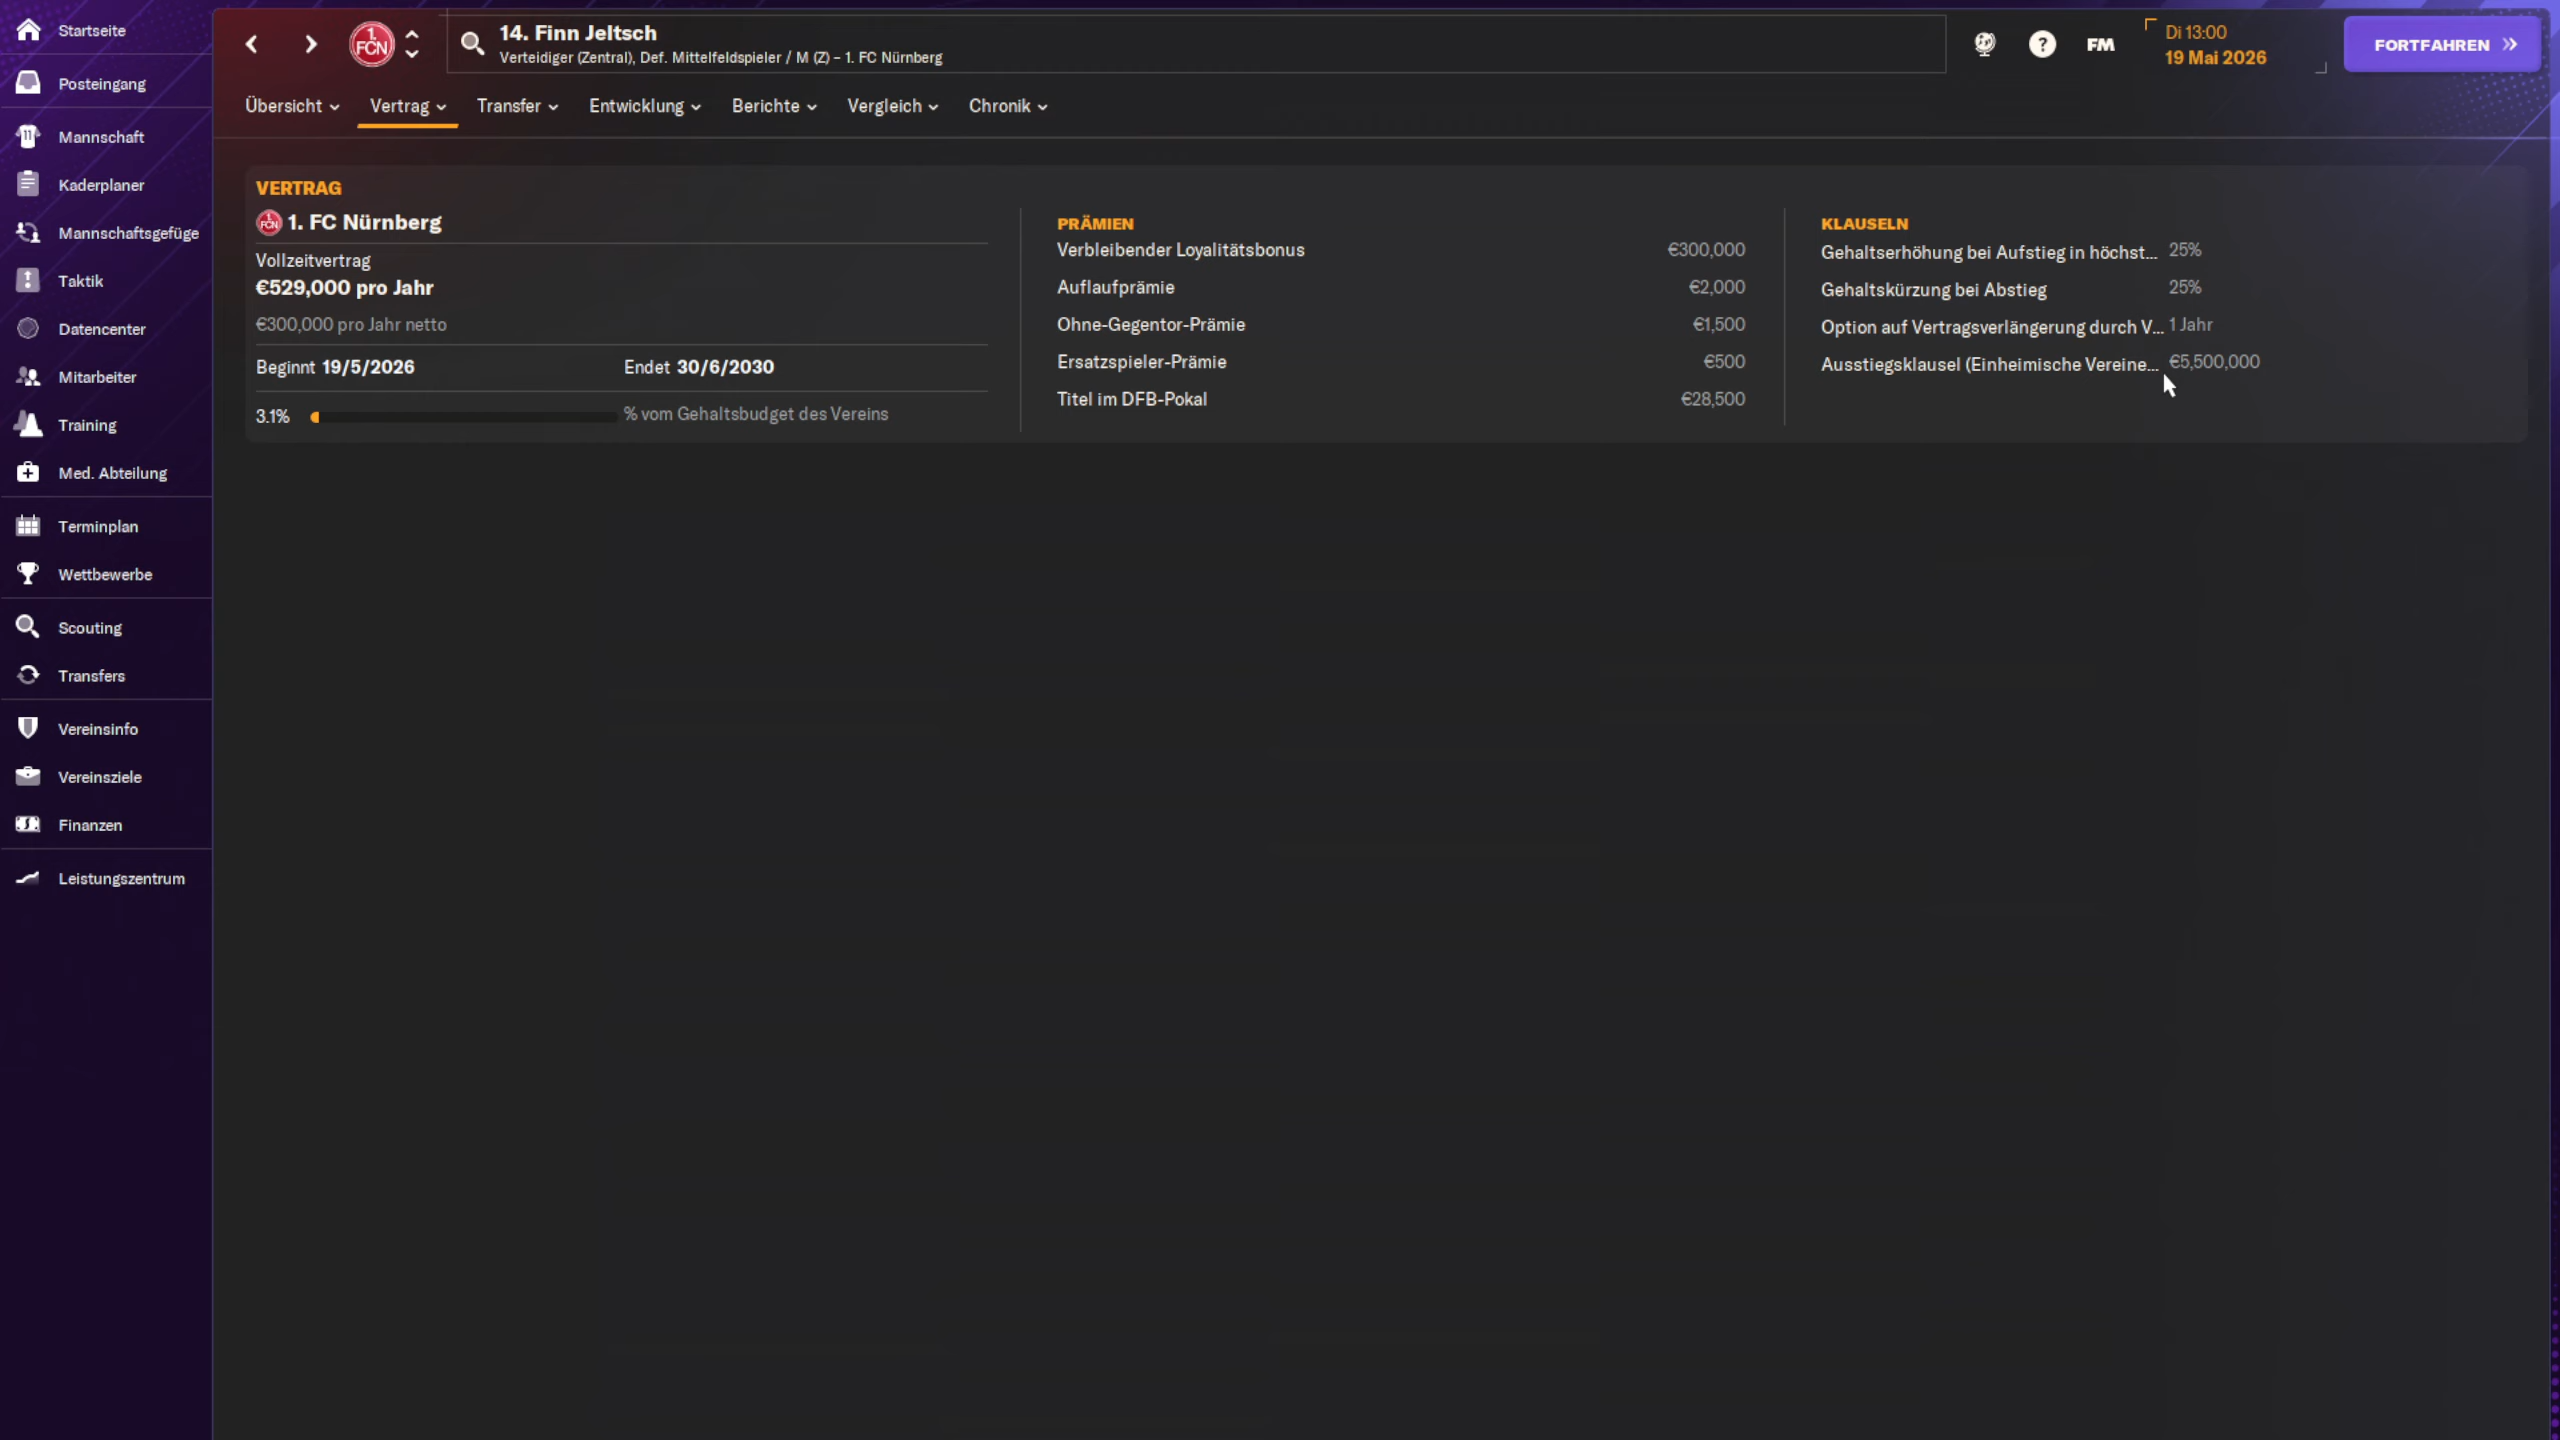 Startseite
Posteingang
Mannschaft
Kaderplaner
Mannschaftsgefüge
Taktik
Datencenter
Mitarbeiter
Training
Med. Abteilung
Terminplan
Wettbewerbe
Scouting
Transfers
Vereinsinfo
Vereinsziele
Finanzen
Leistungszentrum
1. FCN
14. Finn Jeltsch
Verteidiger (Zentral), Def. Mittelfeldspieler / M (Z) - 1. FC Nürnberg
?
FM
Di 13:00
19 Mai 2026
FORTFAHREN
Übersicht Vertrag Transfer Entwicklung Berichte Vergleich Chronik
VERTRAG
1. FC Nürnberg
Vollzeitvertrag
€529,000 pro Jahr
€300,000 pro Jahr netto
Beginnt 19/5/2026 Endet 30/6/2030
3.1% % vom Gehaltsbudget des Vereins
PRÄMIEN
Verbleibender Loyalitätsbonus €300,000
Auflaufprämie €2,000
Ohne-Gegentor-Prämie €1,500
Ersatzspieler-Prämie €500
Titel im DFB-Pokal €28,500
KLAUSELN
Gehaltserhöhung bei Aufstieg in höchst... 25%
Gehaltskürzung bei Abstieg 25%
Option auf Vertragsverlängerung durch V... 1 Jahr
Ausstiegsklausel (Einheimische Vereine... €5,500,000